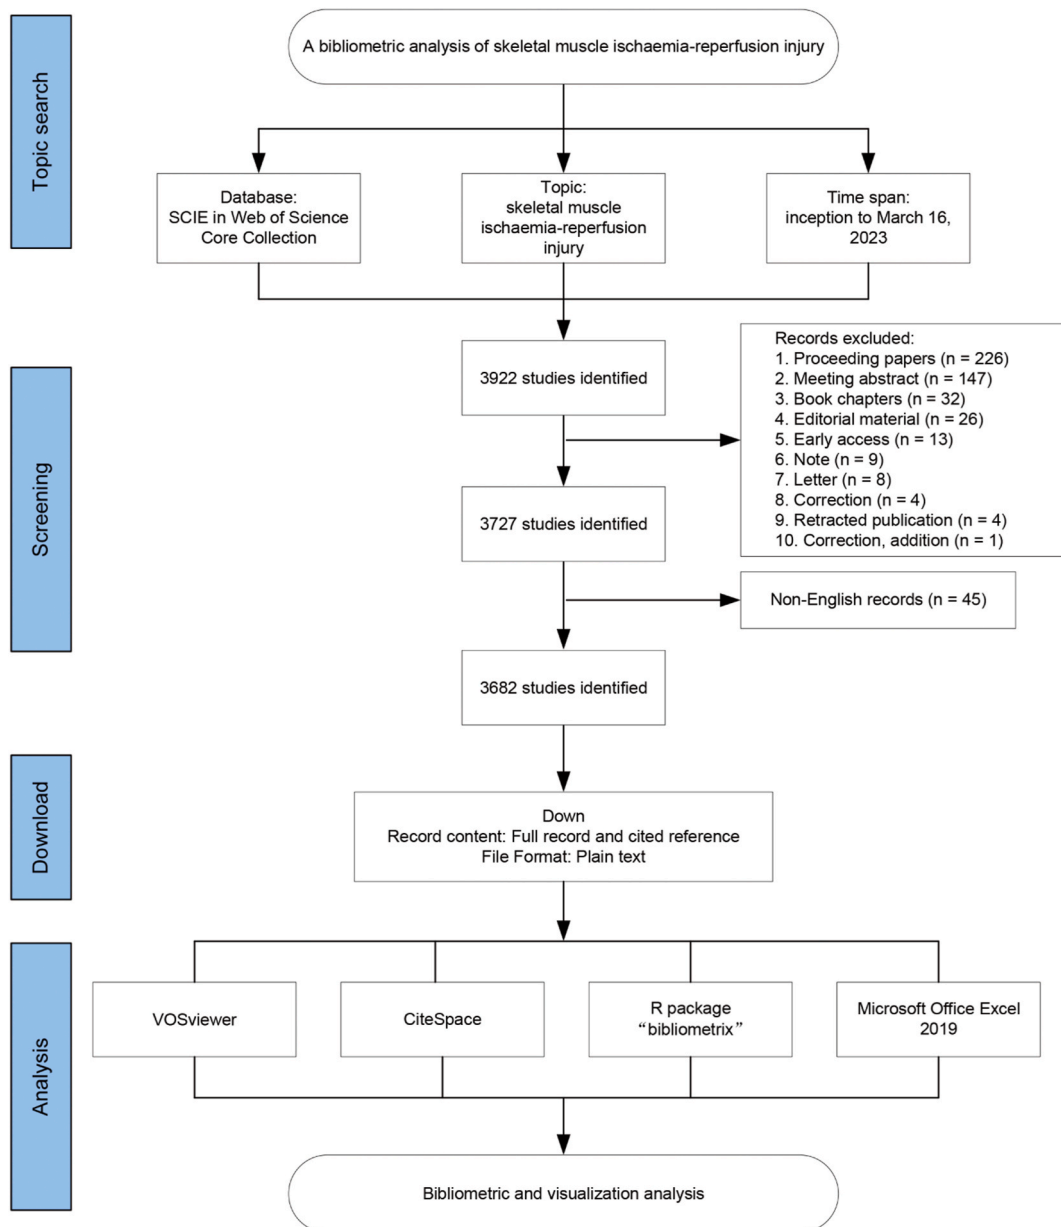 Topic search
A bibliometric analysis of skeletal muscle ischaemia-reperfusion injury
Database:
SCIE in Web of Science
Core Collection
Topic:
skeletal muscle
ischaemia-reperfusion
injury
Time span:
inception to March 16,
2023
Screening
3922 studies identified
Records excluded:
1. Proceeding papers (n = 226)
2. Meeting abstract (n = 147)
3. Book chapters (n = 32)
4. Editorial material (n = 26)
5. Early access (n = 13)
6. Note (n = 9)
7. Letter (n = 8)
8. Correction (n = 4)
9. Retracted publication (n = 4)
10. Correction, addition (n = 1)
3727 studies identified
Non-English records (n = 45)
3682 studies identified
Download
Down
Record content: Full record and cited reference
File Format: Plain text
Analysis
VOSviewer
CiteSpace
R package
“bibliometrix”
Microsoft Office Excel
2019
Bibliometric and visualization analysis